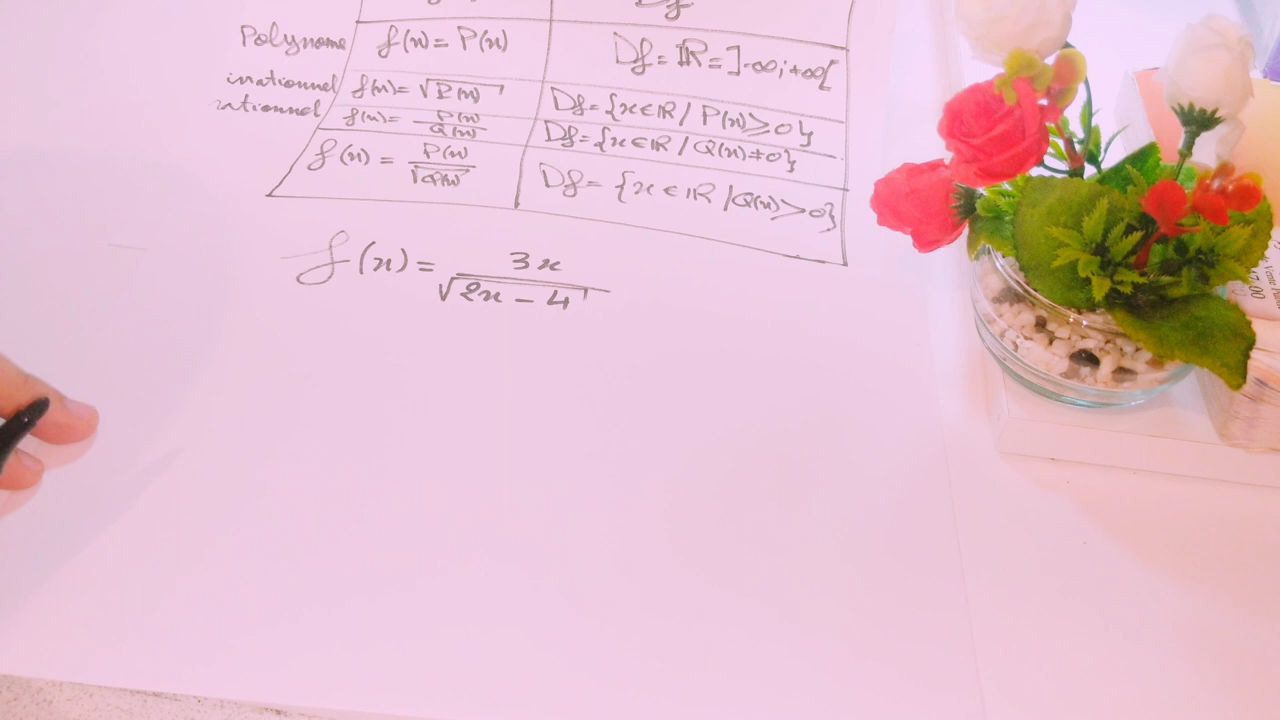 Df
Polynome f(x) = P(x) Df = ℝ = ]-∞; +∞[
irrationnel f(x) = √P(x) Df = {x ∈ ℝ / P(x) ≥ 0}
rationnel f(x) = P(x)/Q(x) Df = {x ∈ ℝ / Q(x) ≠ 0}
f(x) = P(x)/√Q(x) Df = {x ∈ ℝ / Q(x) > 0}
f(x) = 3x/√(2x - 4)